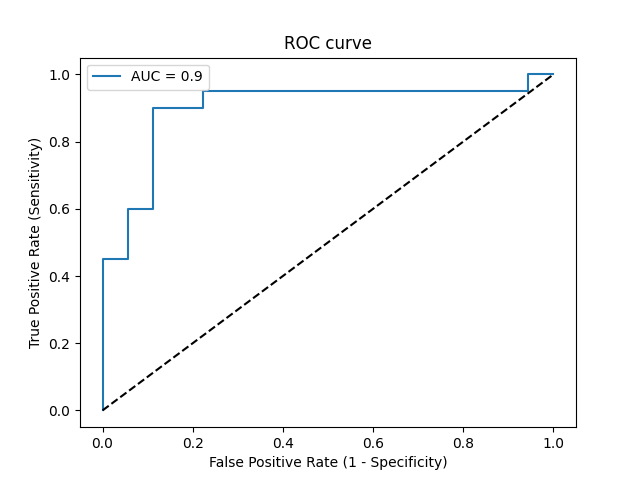 ROC curve
AUC = 0.9
1.0
0.8
0.6
0.4
0.2
0.0
True Positive Rate (Sensitivity)
0.0 0.2 0.4 0.6 0.8 1.0
False Positive Rate (1 - Specificity)